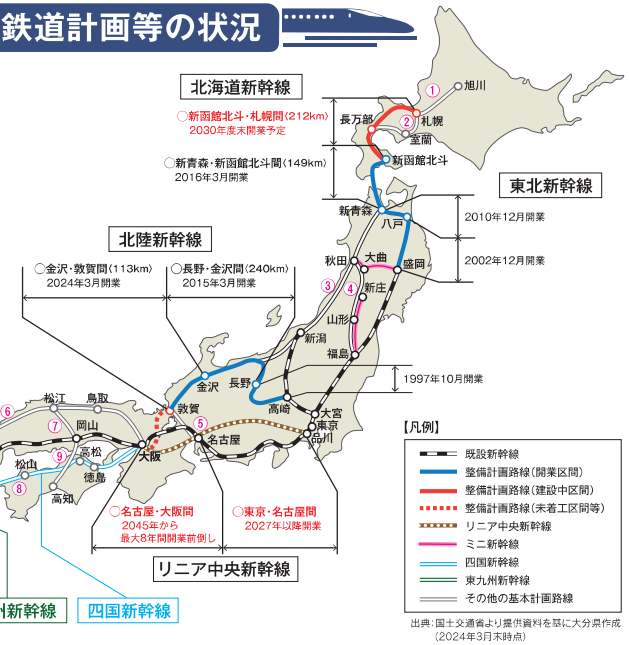 鉄道計画等の状況
北海道新幹線
〇新函館北斗・札幌間(212km)
2030年度末開業予定
〇新青森・新函館北斗間(149km)
2016年3月開業
①
旭川
長万部
②
札幌
室蘭
新函館北斗
東北新幹線
新青森
八戸
2010年12月開業
2002年12月開業
北陸新幹線
〇金沢・敦賀間(113km)
2024年3月開業
〇長野・金沢間(240km)
2015年3月開業
秋田
大曲
盛岡
③
④
新庄
山形
新潟
福島
1997年10月開業
金沢
長野
高崎
敦賀
大宮
東京
品川
⑤
名古屋
大阪
⑥
松江
鳥取
⑦
岡山
⑨
高松
松山
徳島
⑧
高知
〇名古屋・大阪間
2045年から
最大8年間開業前倒し
〇東京・名古屋間
2027年以降開業
リニア中央新幹線
州新幹線
四国新幹線
【凡例】
既設新幹線
整備計画路線(開業区間)
整備計画路線(建設中区間)
整備計画路線(未着工区間等)
リニア中央新幹線
ミニ新幹線
四国新幹線
東九州新幹線
その他の基本計画路線
出典:国土交通省より提供資料を基に大分県作成
(2024年3月末時点)